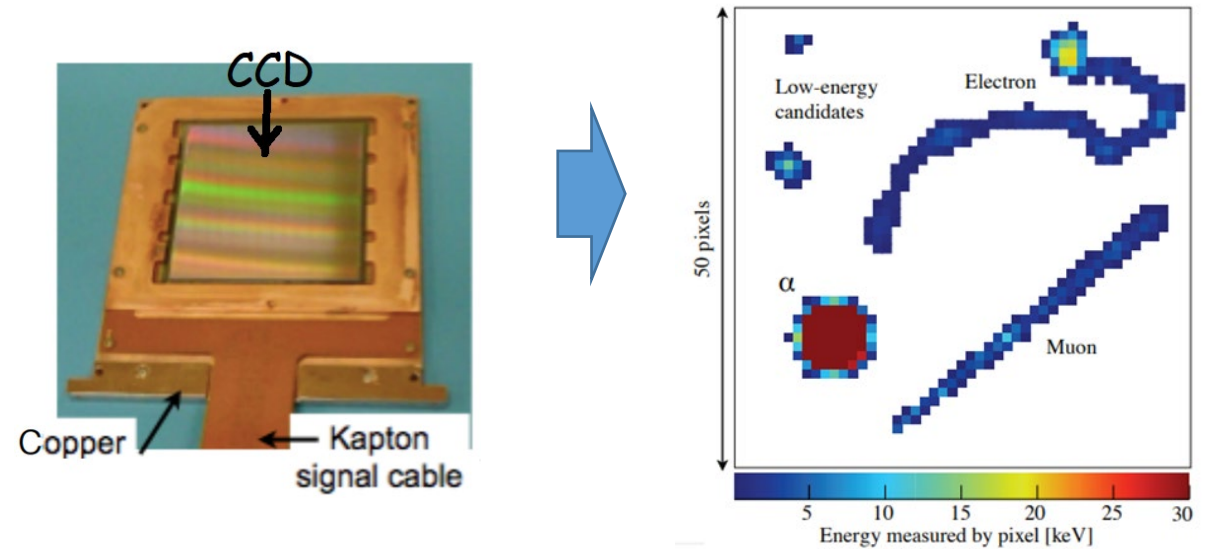 CCD
Copper
Kapton
signal cable
Low-energy
candidates
Electron
α
Muon
50 pixels
5 10 15 20 25 30
Energy measured by pixel [keV]